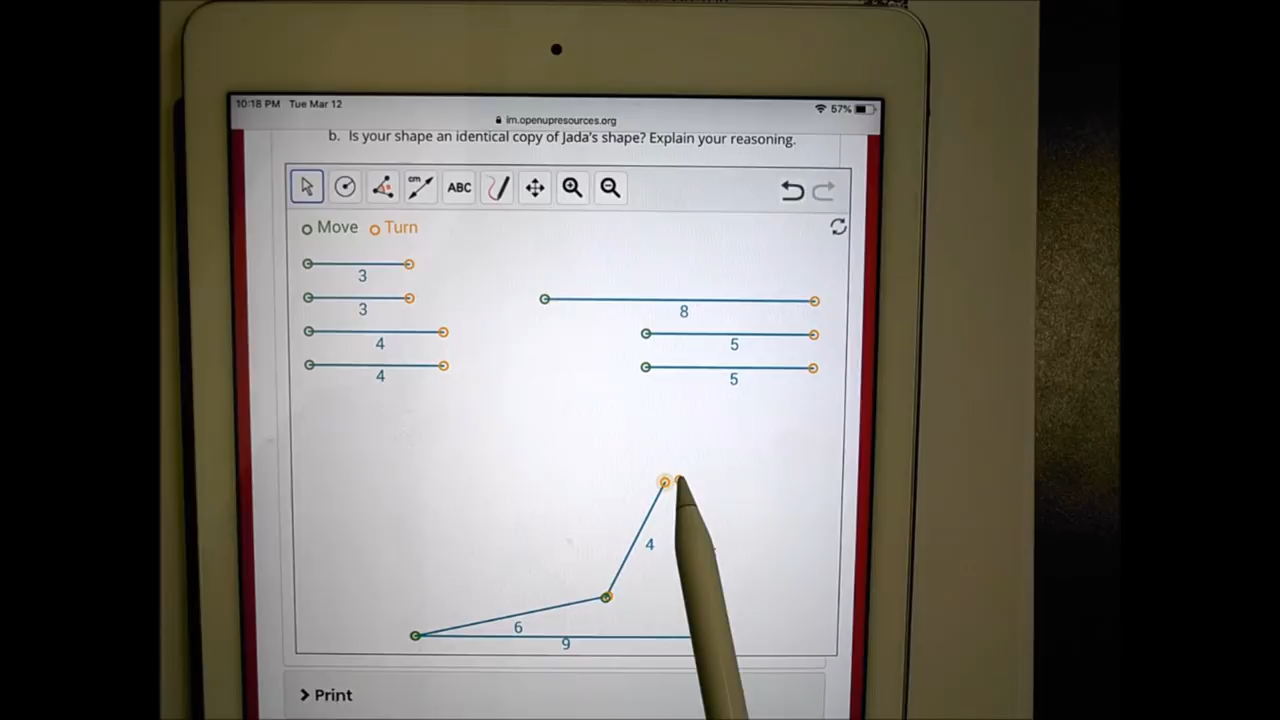 10:18 PM Tue Mar 12
57%
im.openupresources.org
b. Is your shape an identical copy of Jada's shape? Explain your reasoning.
cm
ABC
Move Turn
3
3
4
4
8
5
5
4
6
9
Print